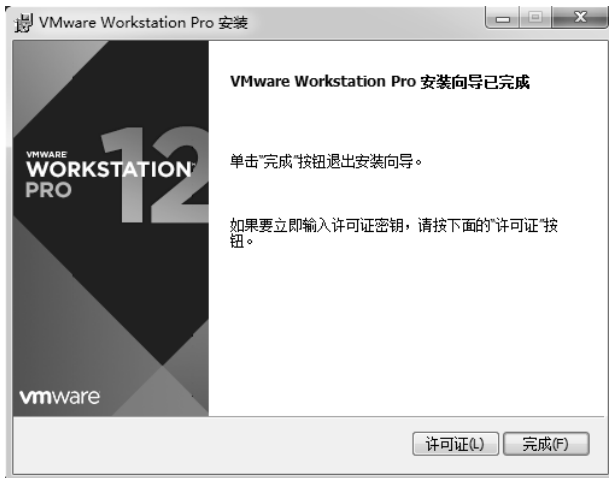 VMware Workstation Pro 安装
VMware Workstation Pro 安装向导已完成
VMWARE
WORKSTATION
PRO
12
单击"完成"按钮退出安装向导。
如果要立即输入许可证密钥，请按下面的"许可证"按
钮。
vmware
许可证(L)
完成(F)